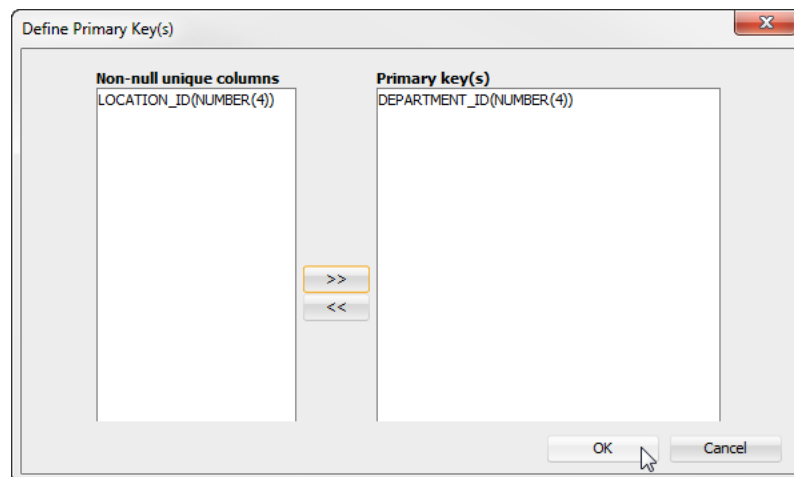 Define Primary Key(s)
Non-null unique columns
Primary key(s)
LOCATION_ID(NUMBER(4))
DEPARTMENT_ID(NUMBER(4))
>>
<<
OK
Cancel